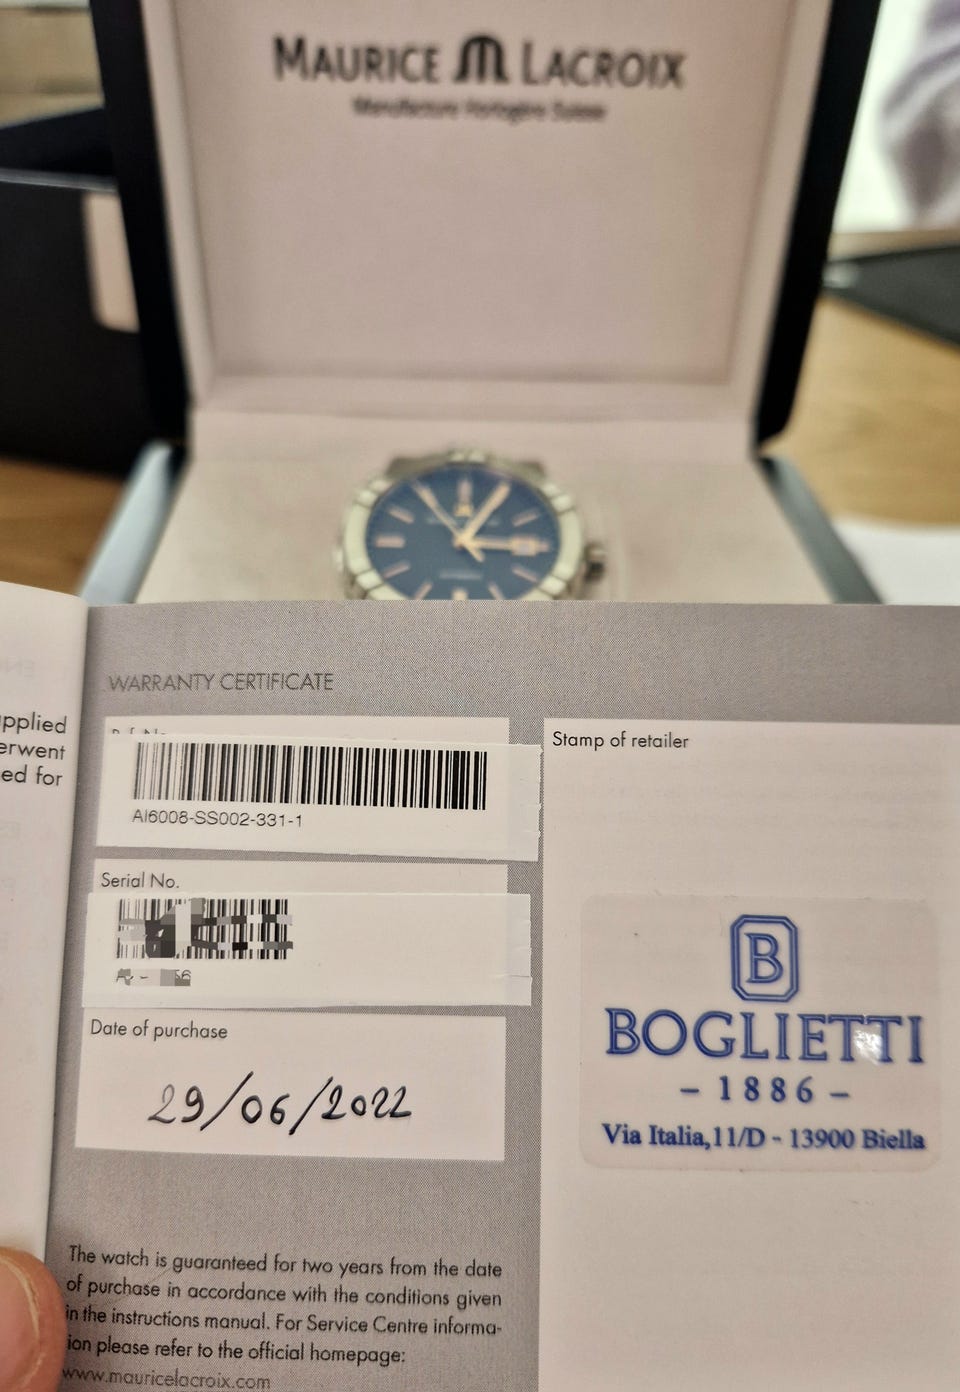 MAURICE LACROIX
Manufacture Horlogère Suisse
pplied
erwent
ed for
WARRANTY CERTIFICATE
AI6008-SS002-331-1
Serial No.
Date of purchase
29/06/2022
The watch is guaranteed for two years from the date
of purchase in accordance with the conditions given
in the instructions manual. For Service Centre informa-
ion please refer to the official homepage:
www.mauricelacroix.com
Stamp of retailer
B
BOGLIETTI
- 1886 -
Via Italia,11/D - 13900 Biella